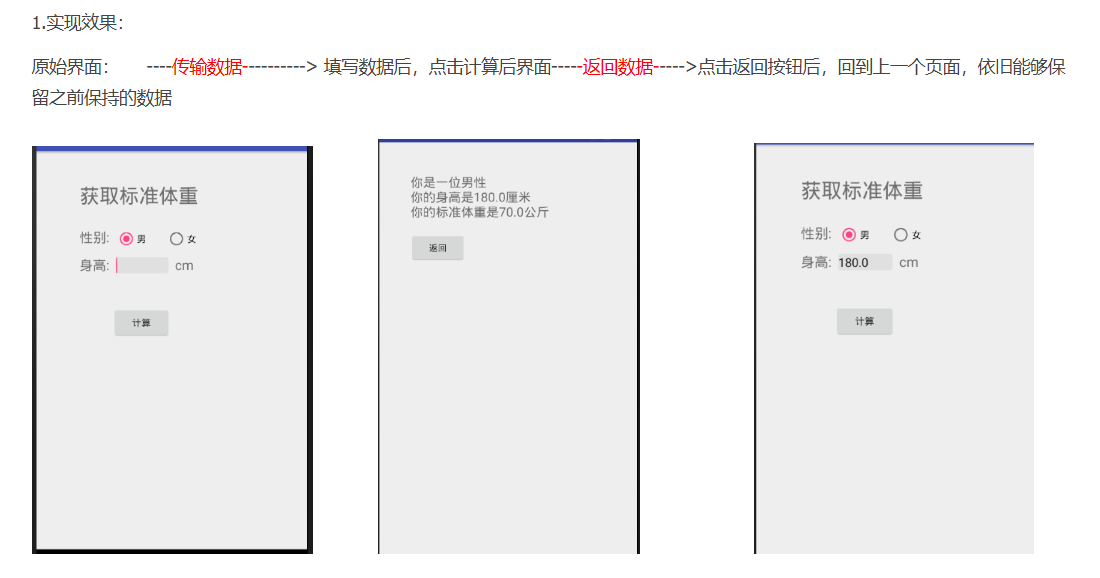 1.实现效果：
原始界面：　　----传输数据----------> 填写数据后，点击计算后界面-----返回数据----->点击返回按钮后，回到上一个页面，依旧能够保
留之前保持的数据
获取标准体重
性别: 男 女
身高: cm
计算
你是一位男性
你的身高是180.0厘米
你的标准体重是70.0公斤
返回
获取标准体重
性别: 男 女
身高: 180.0 cm
计算